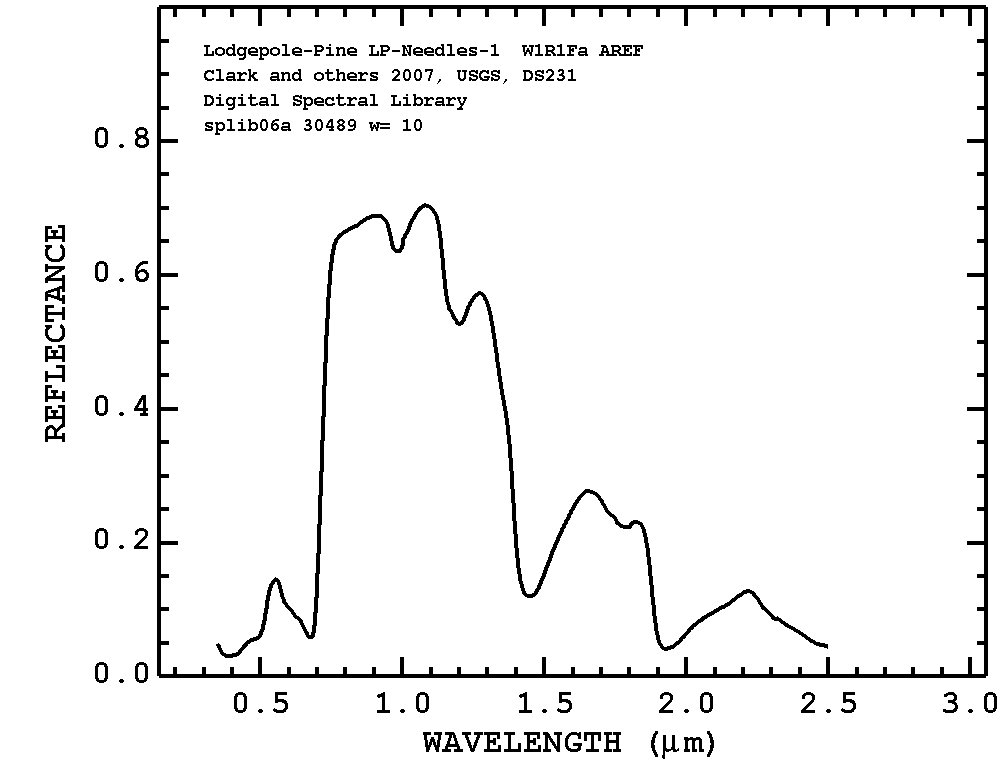 Lodgepole-Pine LP-Needles-1 W1R1Fa AREF
Clark and others 2007, USGS, DS231
Digital Spectral Library
splib06a 30489 w= 10
REFLECTANCE
0.8
0.6
0.4
0.2
0.0
0.5 1.0 1.5 2.0 2.5 3.0
WAVELENGTH (μm)